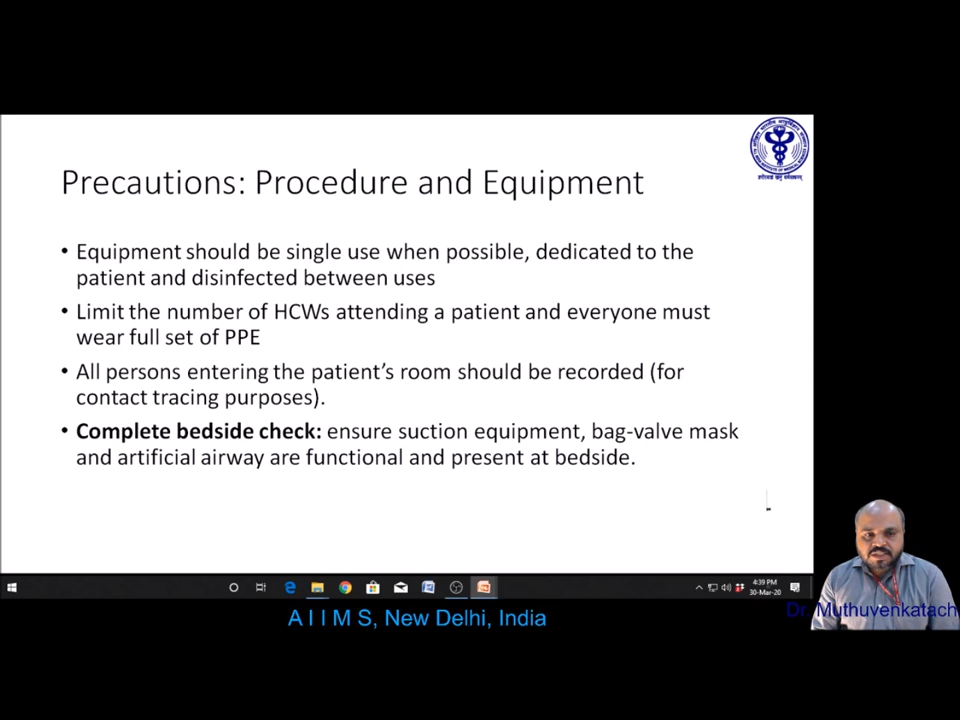 Precautions: Procedure and Equipment
• Equipment should be single use when possible, dedicated to the
patient and disinfected between uses
• Limit the number of HCWs attending a patient and everyone must
wear full set of PPE
• All persons entering the patient’s room should be recorded (for
contact tracing purposes).
• Complete bedside check: ensure suction equipment, bag-valve mask
and artificial airway are functional and present at bedside.
4:39 PM
30-Mar-20
Dr. Muthuvenkatach
A I I M S, New Delhi, India